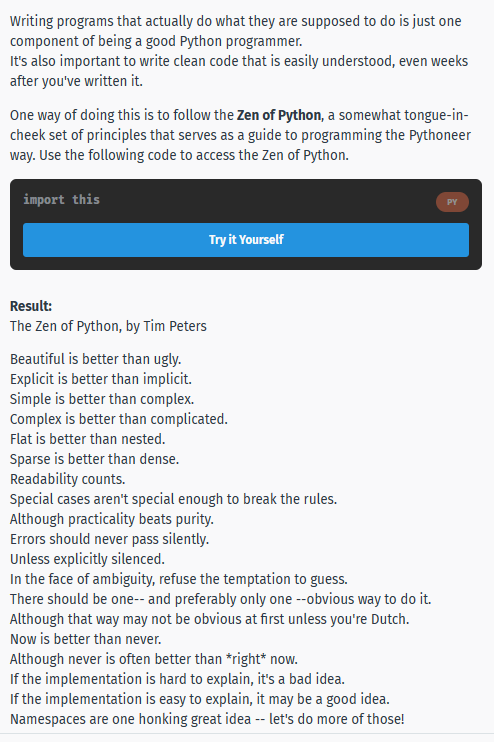 Writing programs that actually do what they are supposed to do is just one
component of being a good Python programmer.
It's also important to write clean code that is easily understood, even weeks
after you've written it.
One way of doing this is to follow the Zen of Python, a somewhat tongue-in-
cheek set of principles that serves as a guide to programming the Pythoneer
way. Use the following code to access the Zen of Python.
import this
PY
Try it Yourself
Result:
The Zen of Python, by Tim Peters
Beautiful is better than ugly.
Explicit is better than implicit.
Simple is better than complex.
Complex is better than complicated.
Flat is better than nested.
Sparse is better than dense.
Readability counts.
Special cases aren't special enough to break the rules.
Although practicality beats purity.
Errors should never pass silently.
Unless explicitly silenced.
In the face of ambiguity, refuse the temptation to guess.
There should be one-- and preferably only one --obvious way to do it.
Although that way may not be obvious at first unless you're Dutch.
Now is better than never.
Although never is often better than *right* now.
If the implementation is hard to explain, it's a bad idea.
If the implementation is easy to explain, it may be a good idea.
Namespaces are one honking great idea -- let's do more of those!